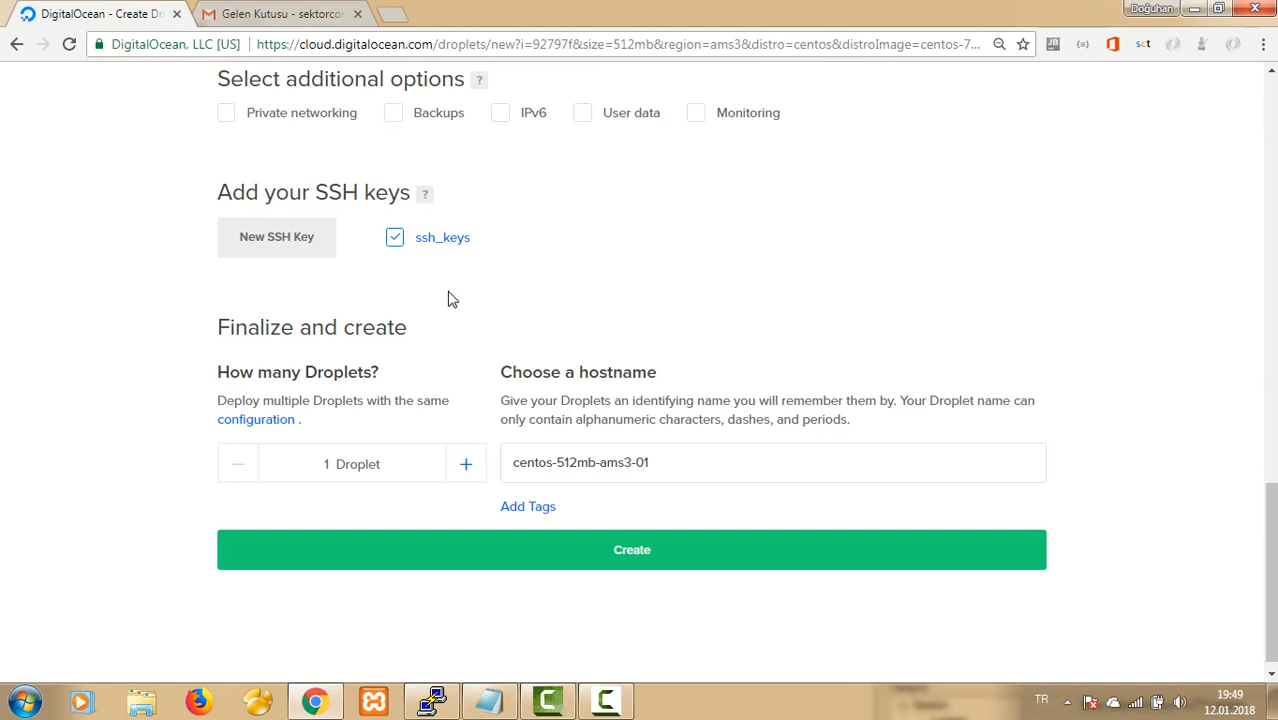 DigitalOcean - Create Dr
Gelen Kutusu - sektorcor
Doğuhan
DigitalOcean, LLC [US]
https://cloud.digitalocean.com/droplets/new?i=92797f&size=512mb&region=ams3&distro=centos&distroImage=centos-7...
JB
sct
Select additional options ?
Private networking
Backups
IPv6
User data
Monitoring
Add your SSH keys ?
New SSH Key
ssh_keys
Finalize and create
How many Droplets?
Deploy multiple Droplets with the same
configuration .
1 Droplet
Choose a hostname
Give your Droplets an identifying name you will remember them by. Your Droplet name can
only contain alphanumeric characters, dashes, and periods.
centos-512mb-ams3-01
Add Tags
Create
TR
19:49
12.01.2018